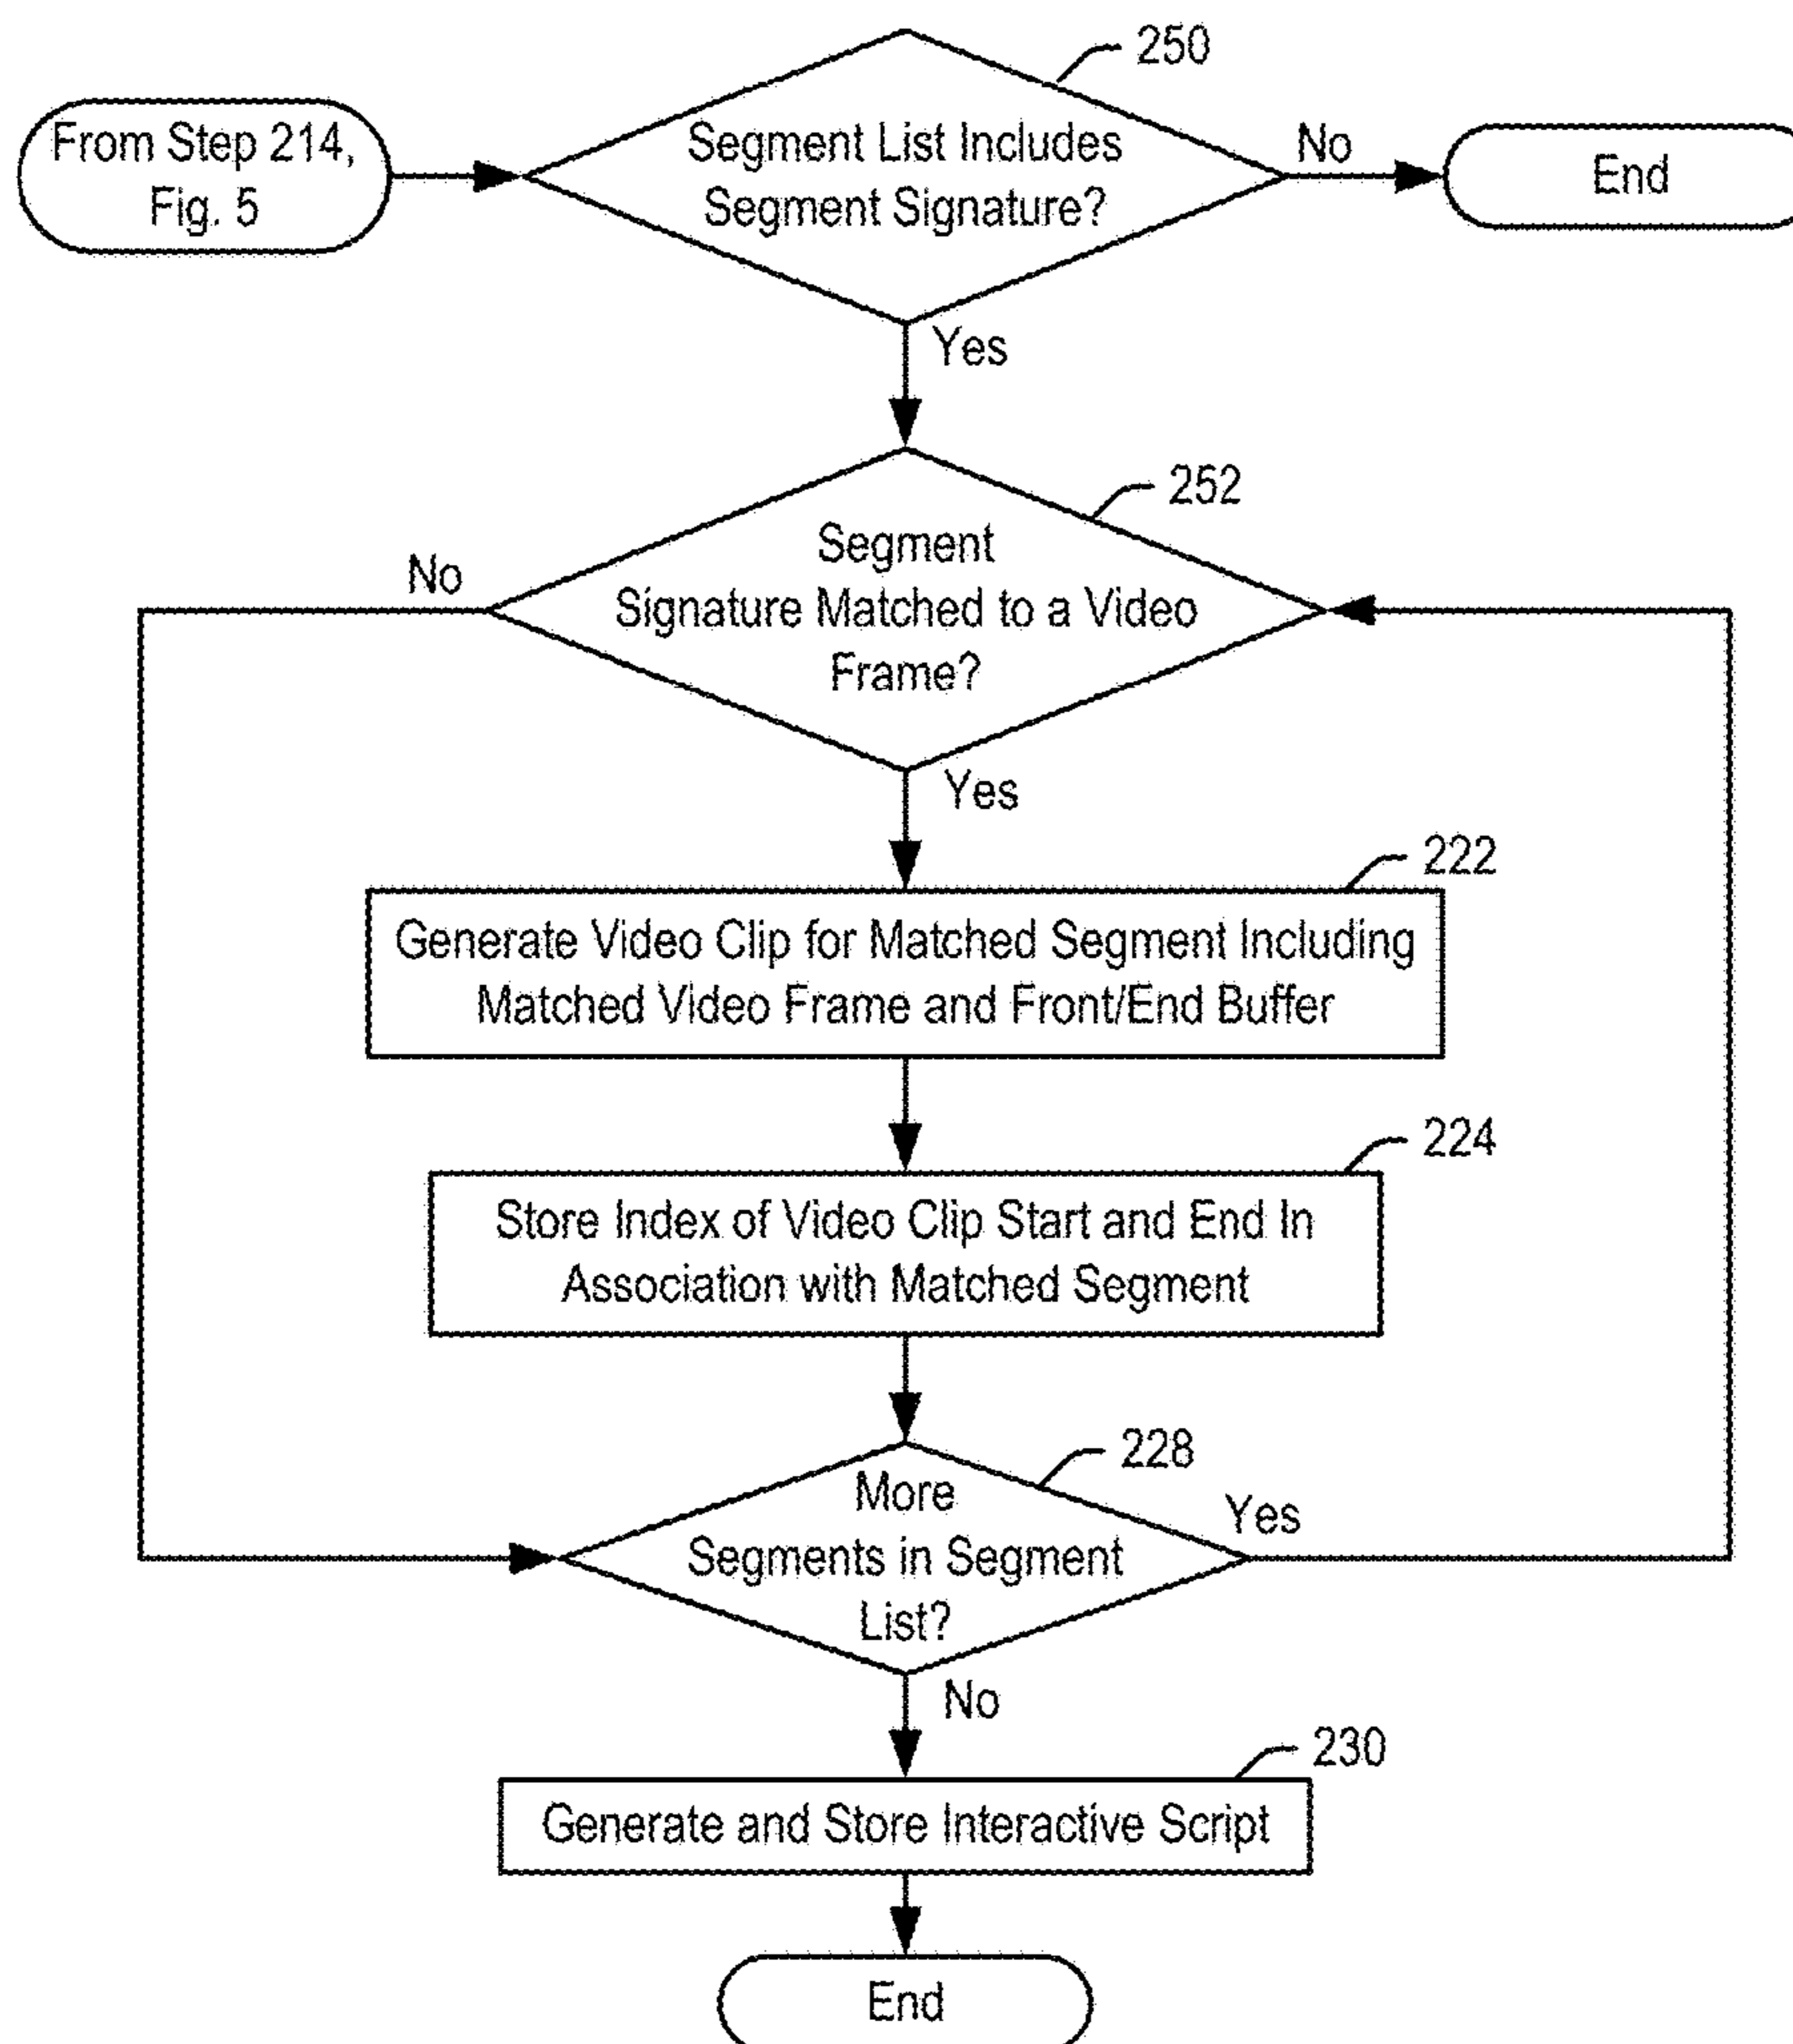 250
From Step 214,
Fig. 5
Segment List Includes
Segment Signature?
No
End
Yes
252
Segment
Signature Matched to a Video
Frame?
No
Yes
222
Generate Video Clip for Matched Segment Including
Matched Video Frame and Front/End Buffer
224
Store Index of Video Clip Start and End In
Association with Matched Segment
228
More
Segments in Segment
List?
Yes
No
230
Generate and Store Interactive Script
End